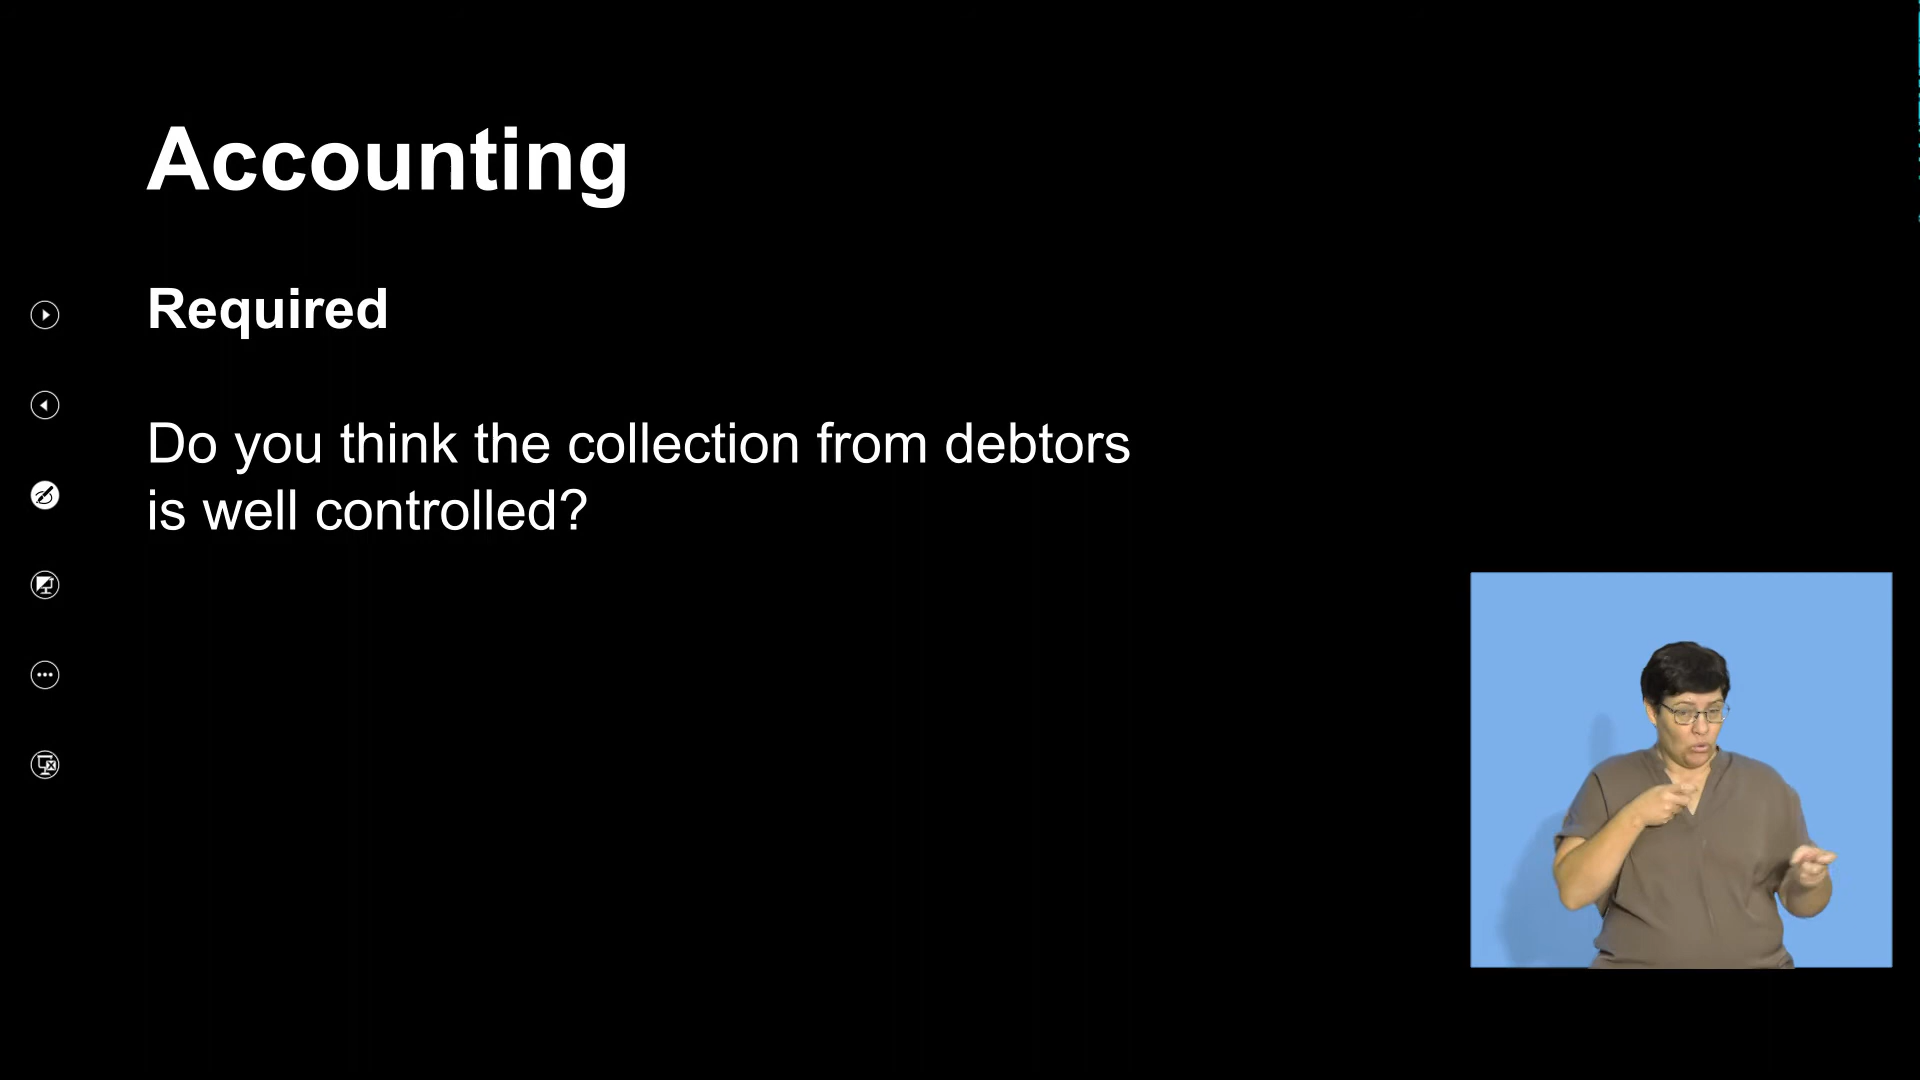 Accounting
Required
Do you think the collection from debtors
is well controlled?